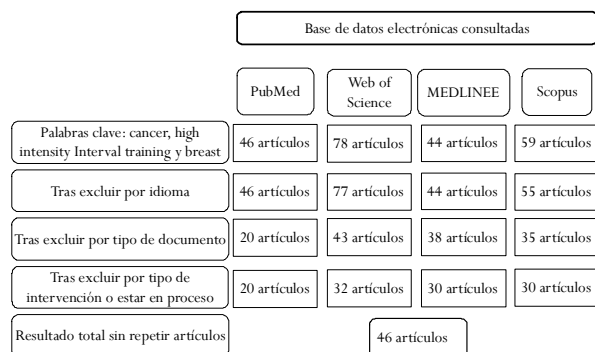 Base de datos electrónicas consultadas
PubMed
Web of
Science
MEDLINEE
Scopus
Palabras clave: cancer, high
intensity Interval training y breast
46 artículos
78 artículos
44 artículos
59 artículos
Tras excluir por idioma
46 artículos
77 artículos
44 artículos
55 artículos
Tras excluir por tipo de documento
20 artículos
43 artículos
38 artículos
35 artículos
Tras excluir por tipo de
intervención o estar en proceso
20 artículos
32 artículos
30 artículos
30 artículos
Resultado total sin repetir artículos
46 artículos